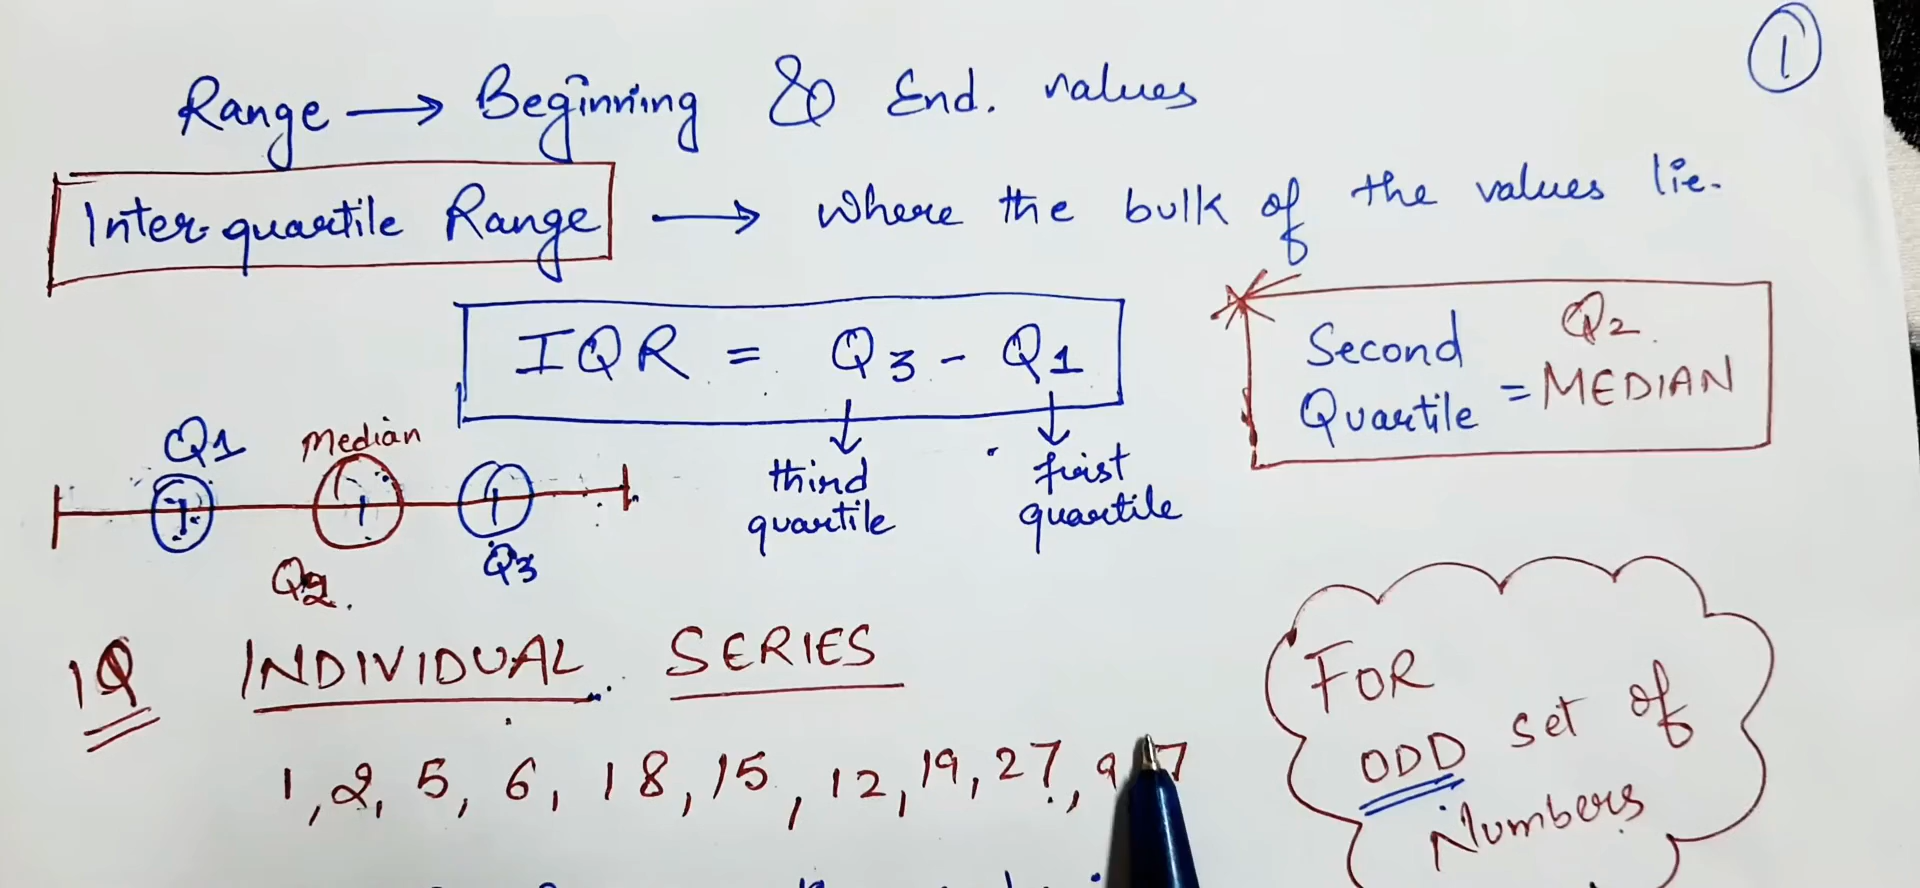 1
Range → Beginning & End. values
Inter-quartile Range → where the bulk of the values lie.
IQR = Q3 - Q1
third quartile
first quartile
Second Quartile = Q2. MEDIAN
Q1 Median
Q2. Q3
1Q INDIVIDUAL SERIES
1, 2, 5, 6, 18, 15, 12, 19, 27, 9 7
FOR
ODD set of
Numbers